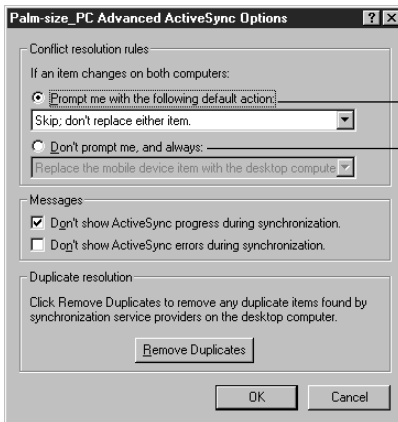 Palm-size_PC Advanced ActiveSync Options
Conflict resolution rules
If an item changes on both computers:
Prompt me with the following default action:
Skip; don't replace either item.
Don't prompt me, and always:
Replace the mobile device item with the desktop compute
Messages
Don't show ActiveSync progress during synchronization.
Don't show ActiveSync errors during synchronization.
Duplicate resolution
Click Remove Duplicates to remove any duplicate items found by
synchronization service providers on the desktop computer.
Remove Duplicates
OK Cancel